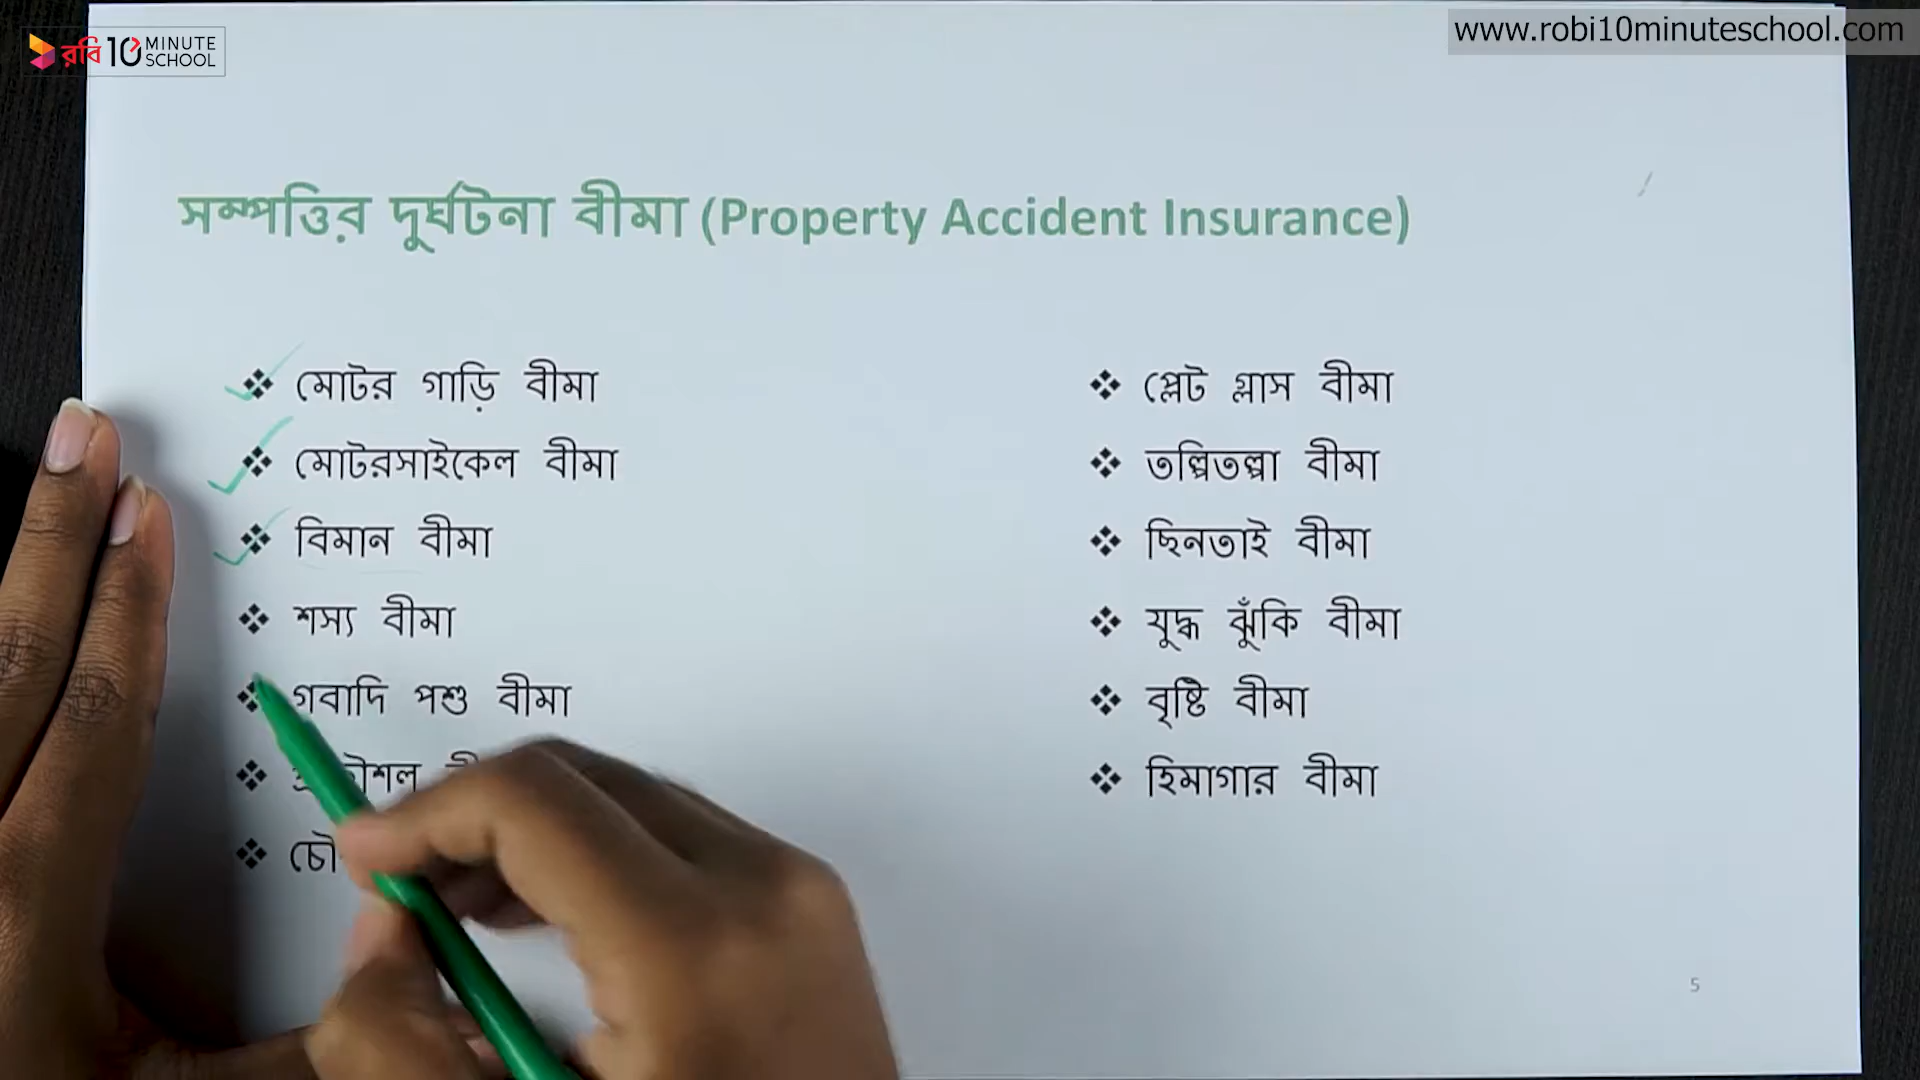 রবি 10 MINUTE SCHOOL
www.robi10minuteschool.com
সম্পত্তির দুর্ঘটনা বীমা (Property Accident Insurance)
মোটর গাড়ি বীমা
মোটরসাইকেল বীমা
বিমান বীমা
শস্য বীমা
গবাদি পশু বীমা
প্লেট গ্লাস বীমা
তল্পিতল্পা বীমা
ছিনতাই বীমা
যুদ্ধ ঝুঁকি বীমা
বৃষ্টি বীমা
হিমাগার বীমা
5